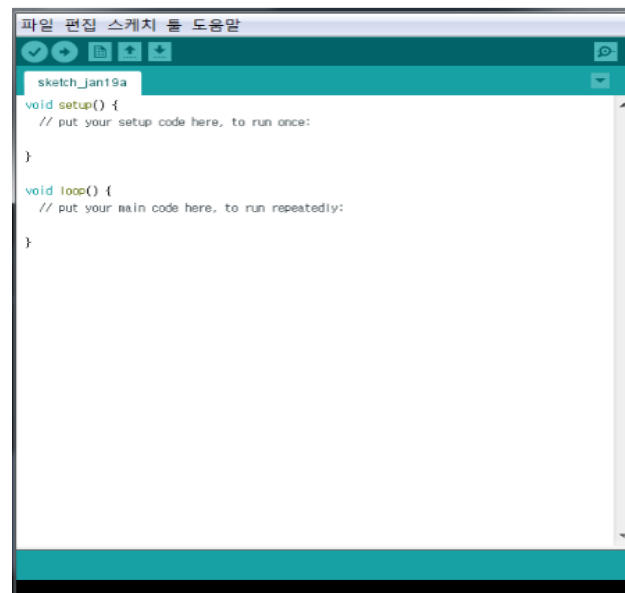 파일 편집 스케치 툴 도움말
sketch_jan19a
void setup() {
// put your setup code here, to run once:
}
void loop() {
// put your main code here, to run repeatedly:
}